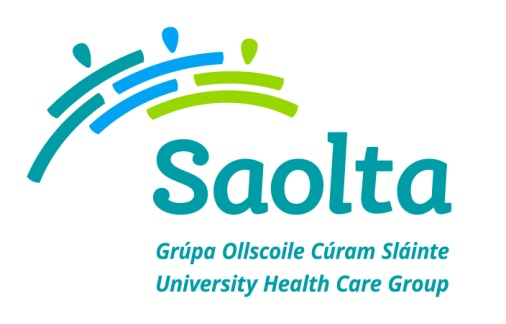 Saolta
Grúpa Ollscoile Cúram Sláinte
University Health Care Group